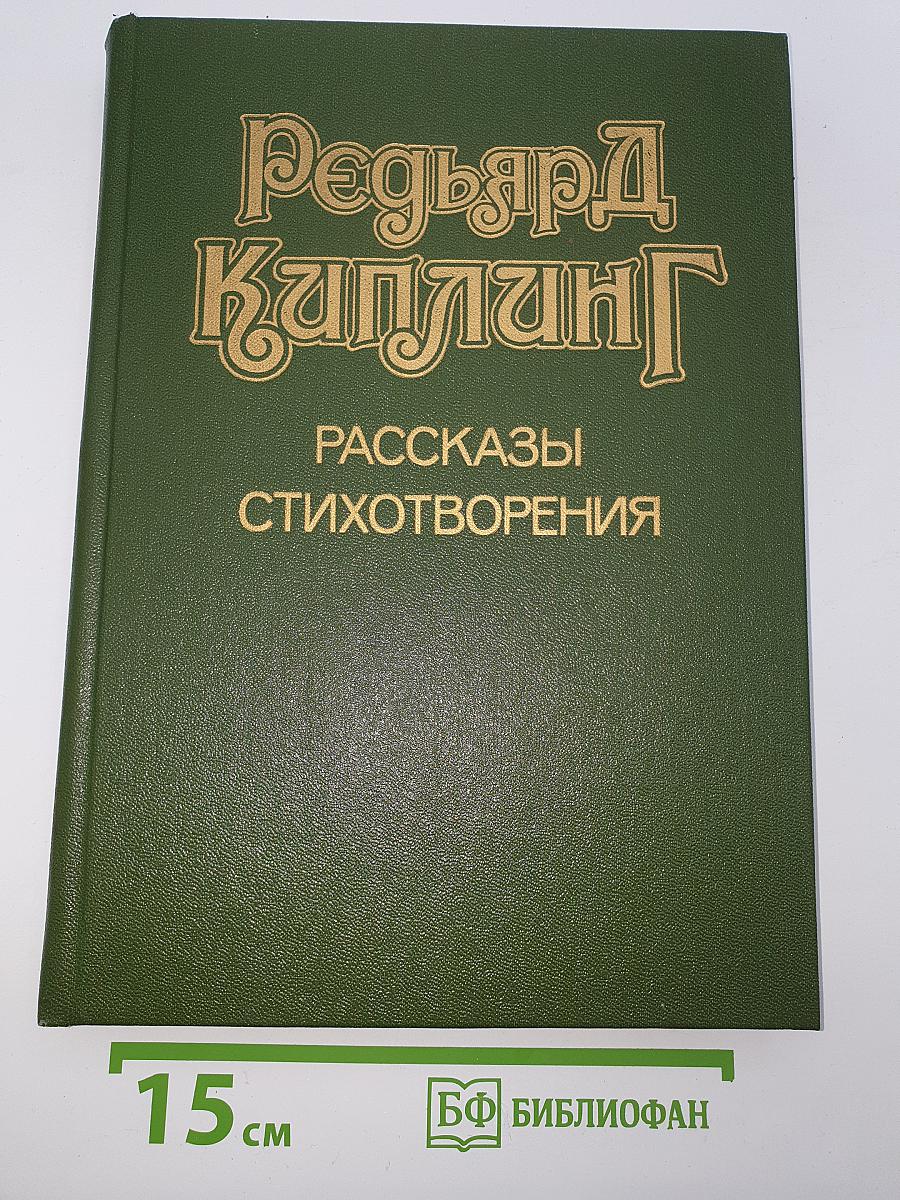 Редьярд
Киплинг
РАССКАЗЫ
СТИХОТВОРЕНИЯ
15 см
БФ БИБЛИОФАН